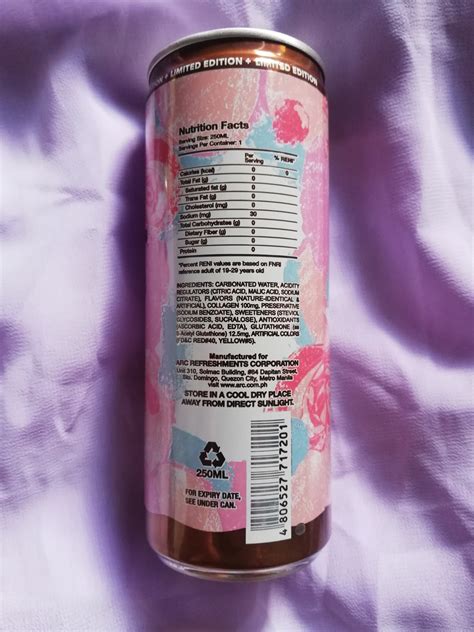 ON + LIMITED EDITION + LIMITED EDITION
Nutrition Facts
Serving Size: 250ML
Servings Per Container: 1
Per Serving % RENI*
Calories (kcal) 0 0
Total Fat (g) 0
Saturated fat (g) 0
Trans Fat (g) 0
Cholesterol (mg) 0
Sodium (mg) 30
Total Carbohydrates (g) 0
Dietary Fiber (g) 0
Sugar (g) 0
Protein 0
*Percent RENI values are based on FNRI
reference adult of 19-29 years old
INGREDIENTS: CARBONATED WATER, ACIDITY
REGULATORS (CITRIC ACID, MALIC ACID, SODIUM
CITRATE), FLAVORS (NATURE-IDENTICAL &
ARTIFICIAL), COLLAGEN 100mg, PRESERVATIVE
(SODIUM BENZOATE), SWEETENERS (STEVIOL
GLYCOSIDES, SUCRALOSE), ANTIOXIDANTS
(ASCORBIC ACID, EDTA), GLUTATHIONE (as
S-Acetyl Glutathione) 12.5mg, ARTIFICIAL COLORS
(FD&C RED#40, YELLOW#5).
Manufactured for
ARC REFRESHMENTS CORPORATION
Unit 310, Solmac Building, #84 Dapitan Street,
Sto. Domingo, Quezon City, Metro Manila
visit www.arc.com.ph
STORE IN A COOL DRY PLACE
AWAY FROM DIRECT SUNLIGHT.
250ML
FOR EXPIRY DATE,
SEE UNDER CAN.
4 806527 717201